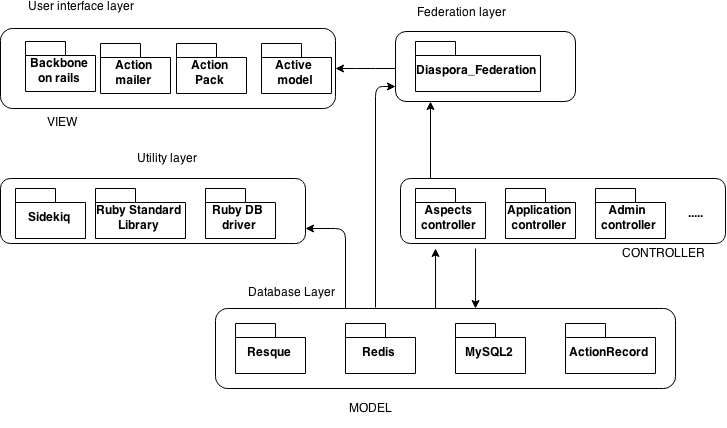 User interface layer
Federation layer
Backbone
on rails
Action
mailer
Action
Pack
Active
model
Diaspora_Federation
VIEW
Utility layer
Sidekiq
Ruby Standard
Library
Ruby DB
driver
Aspects
controller
Application
controller
Admin
controller
.....
CONTROLLER
Database Layer
Resque
Redis
MySQL2
ActionRecord
MODEL